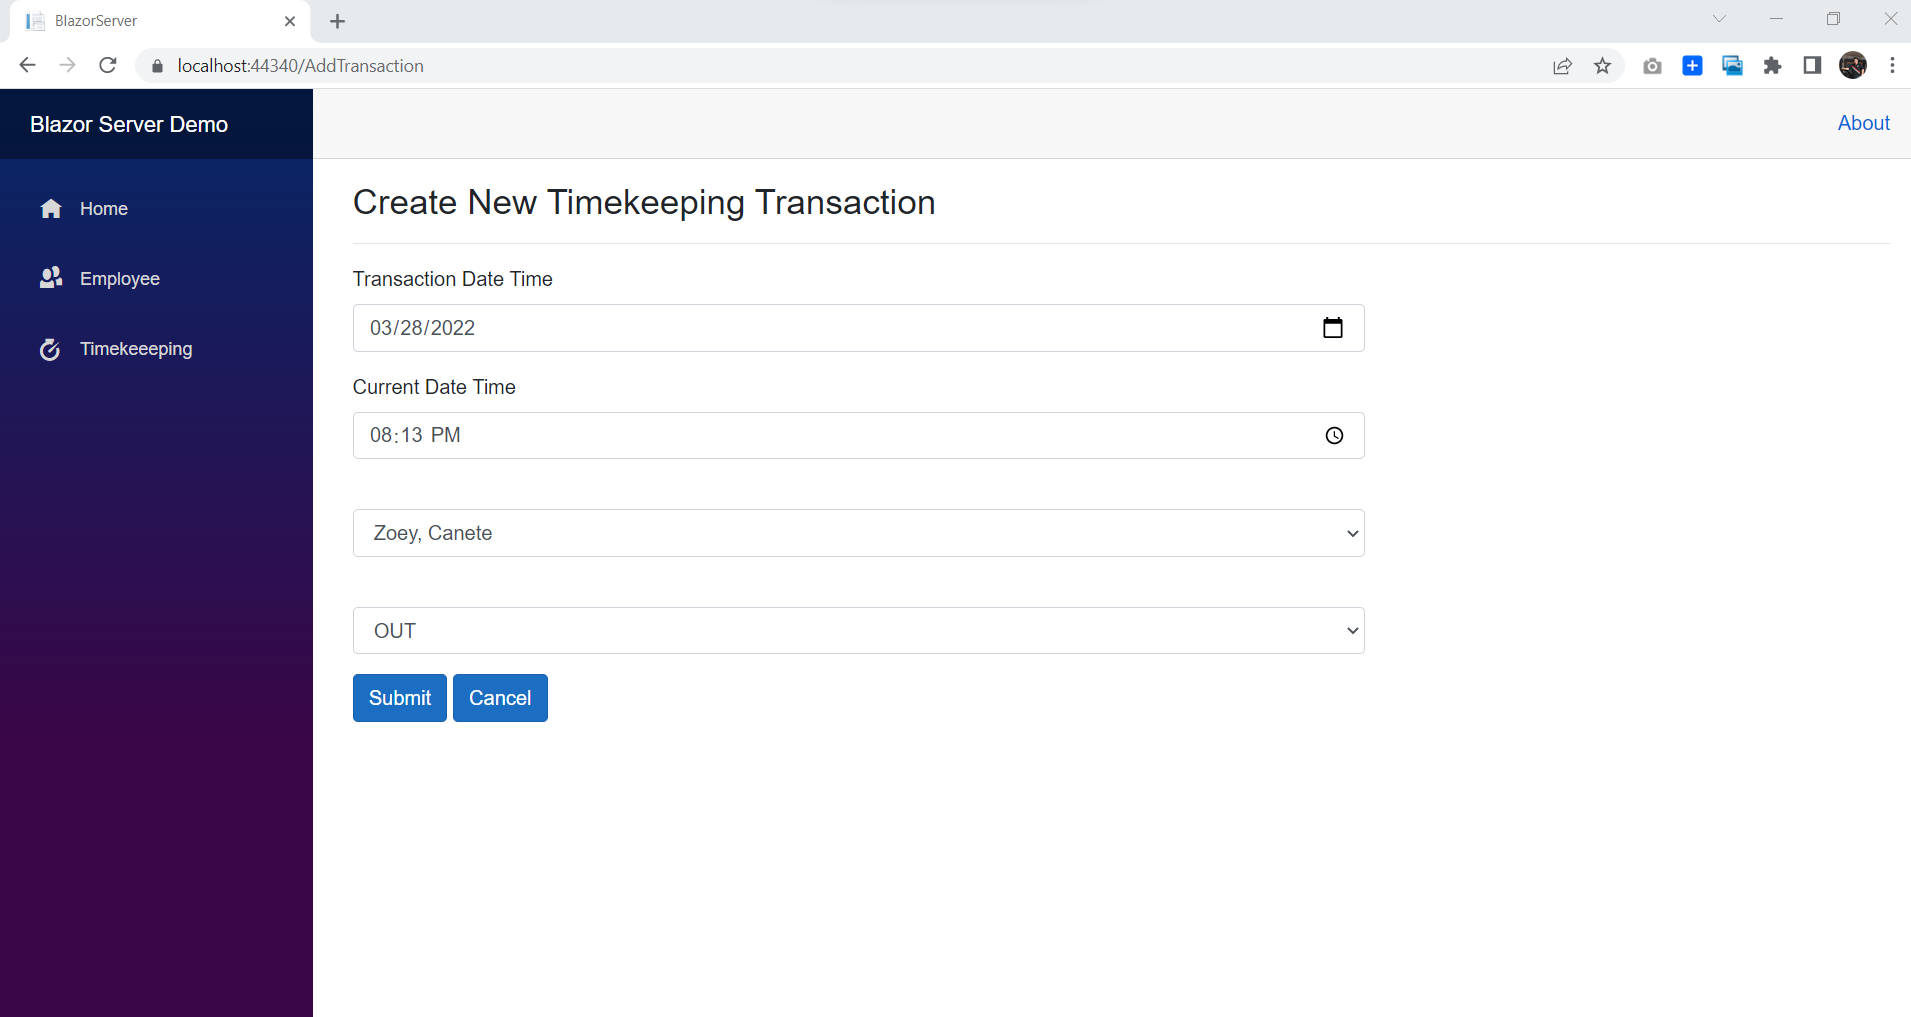 BlazorServer
localhost:44340/AddTransaction
Blazor Server Demo
About
Home
Employee
Timekeeeping
Create New Timekeeping Transaction
Transaction Date Time
03/28/2022
Current Date Time
08:13 PM
Zoey, Canete
OUT
Submit Cancel